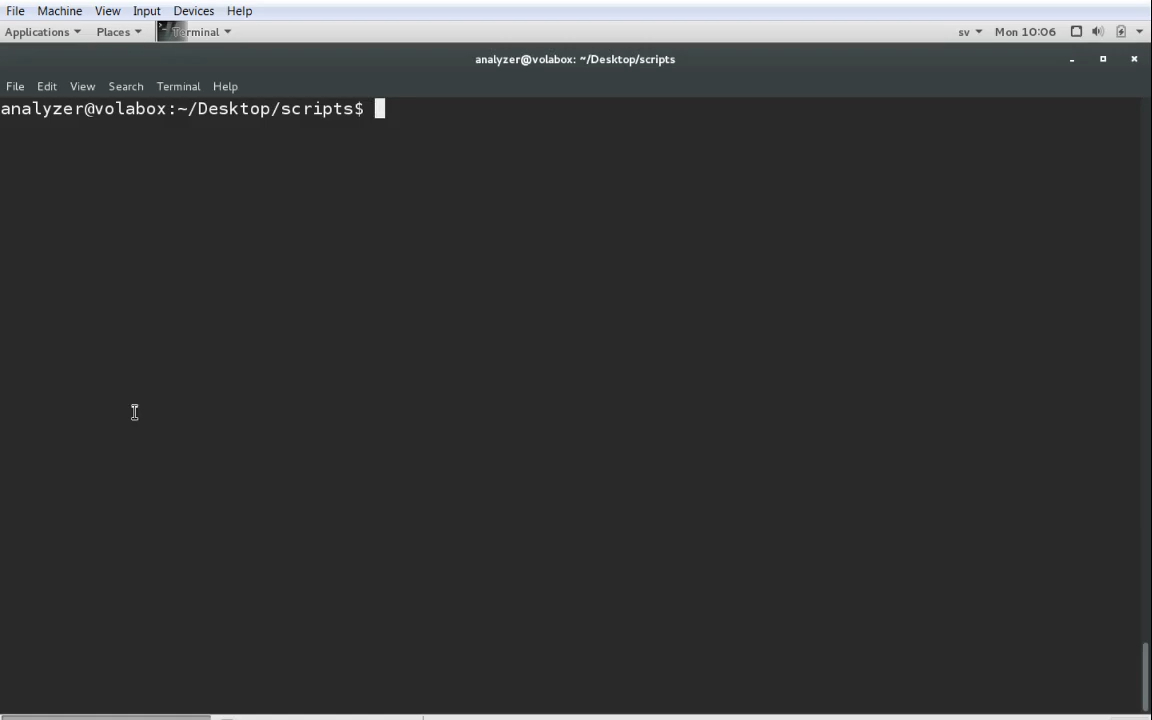 File Machine View Input Devices Help
Applications Places Terminal sv Mon 10:06
analyzer@volabox: ~/Desktop/scripts
File Edit View Search Terminal Help
analyzer@volabox:~/Desktop/scripts$